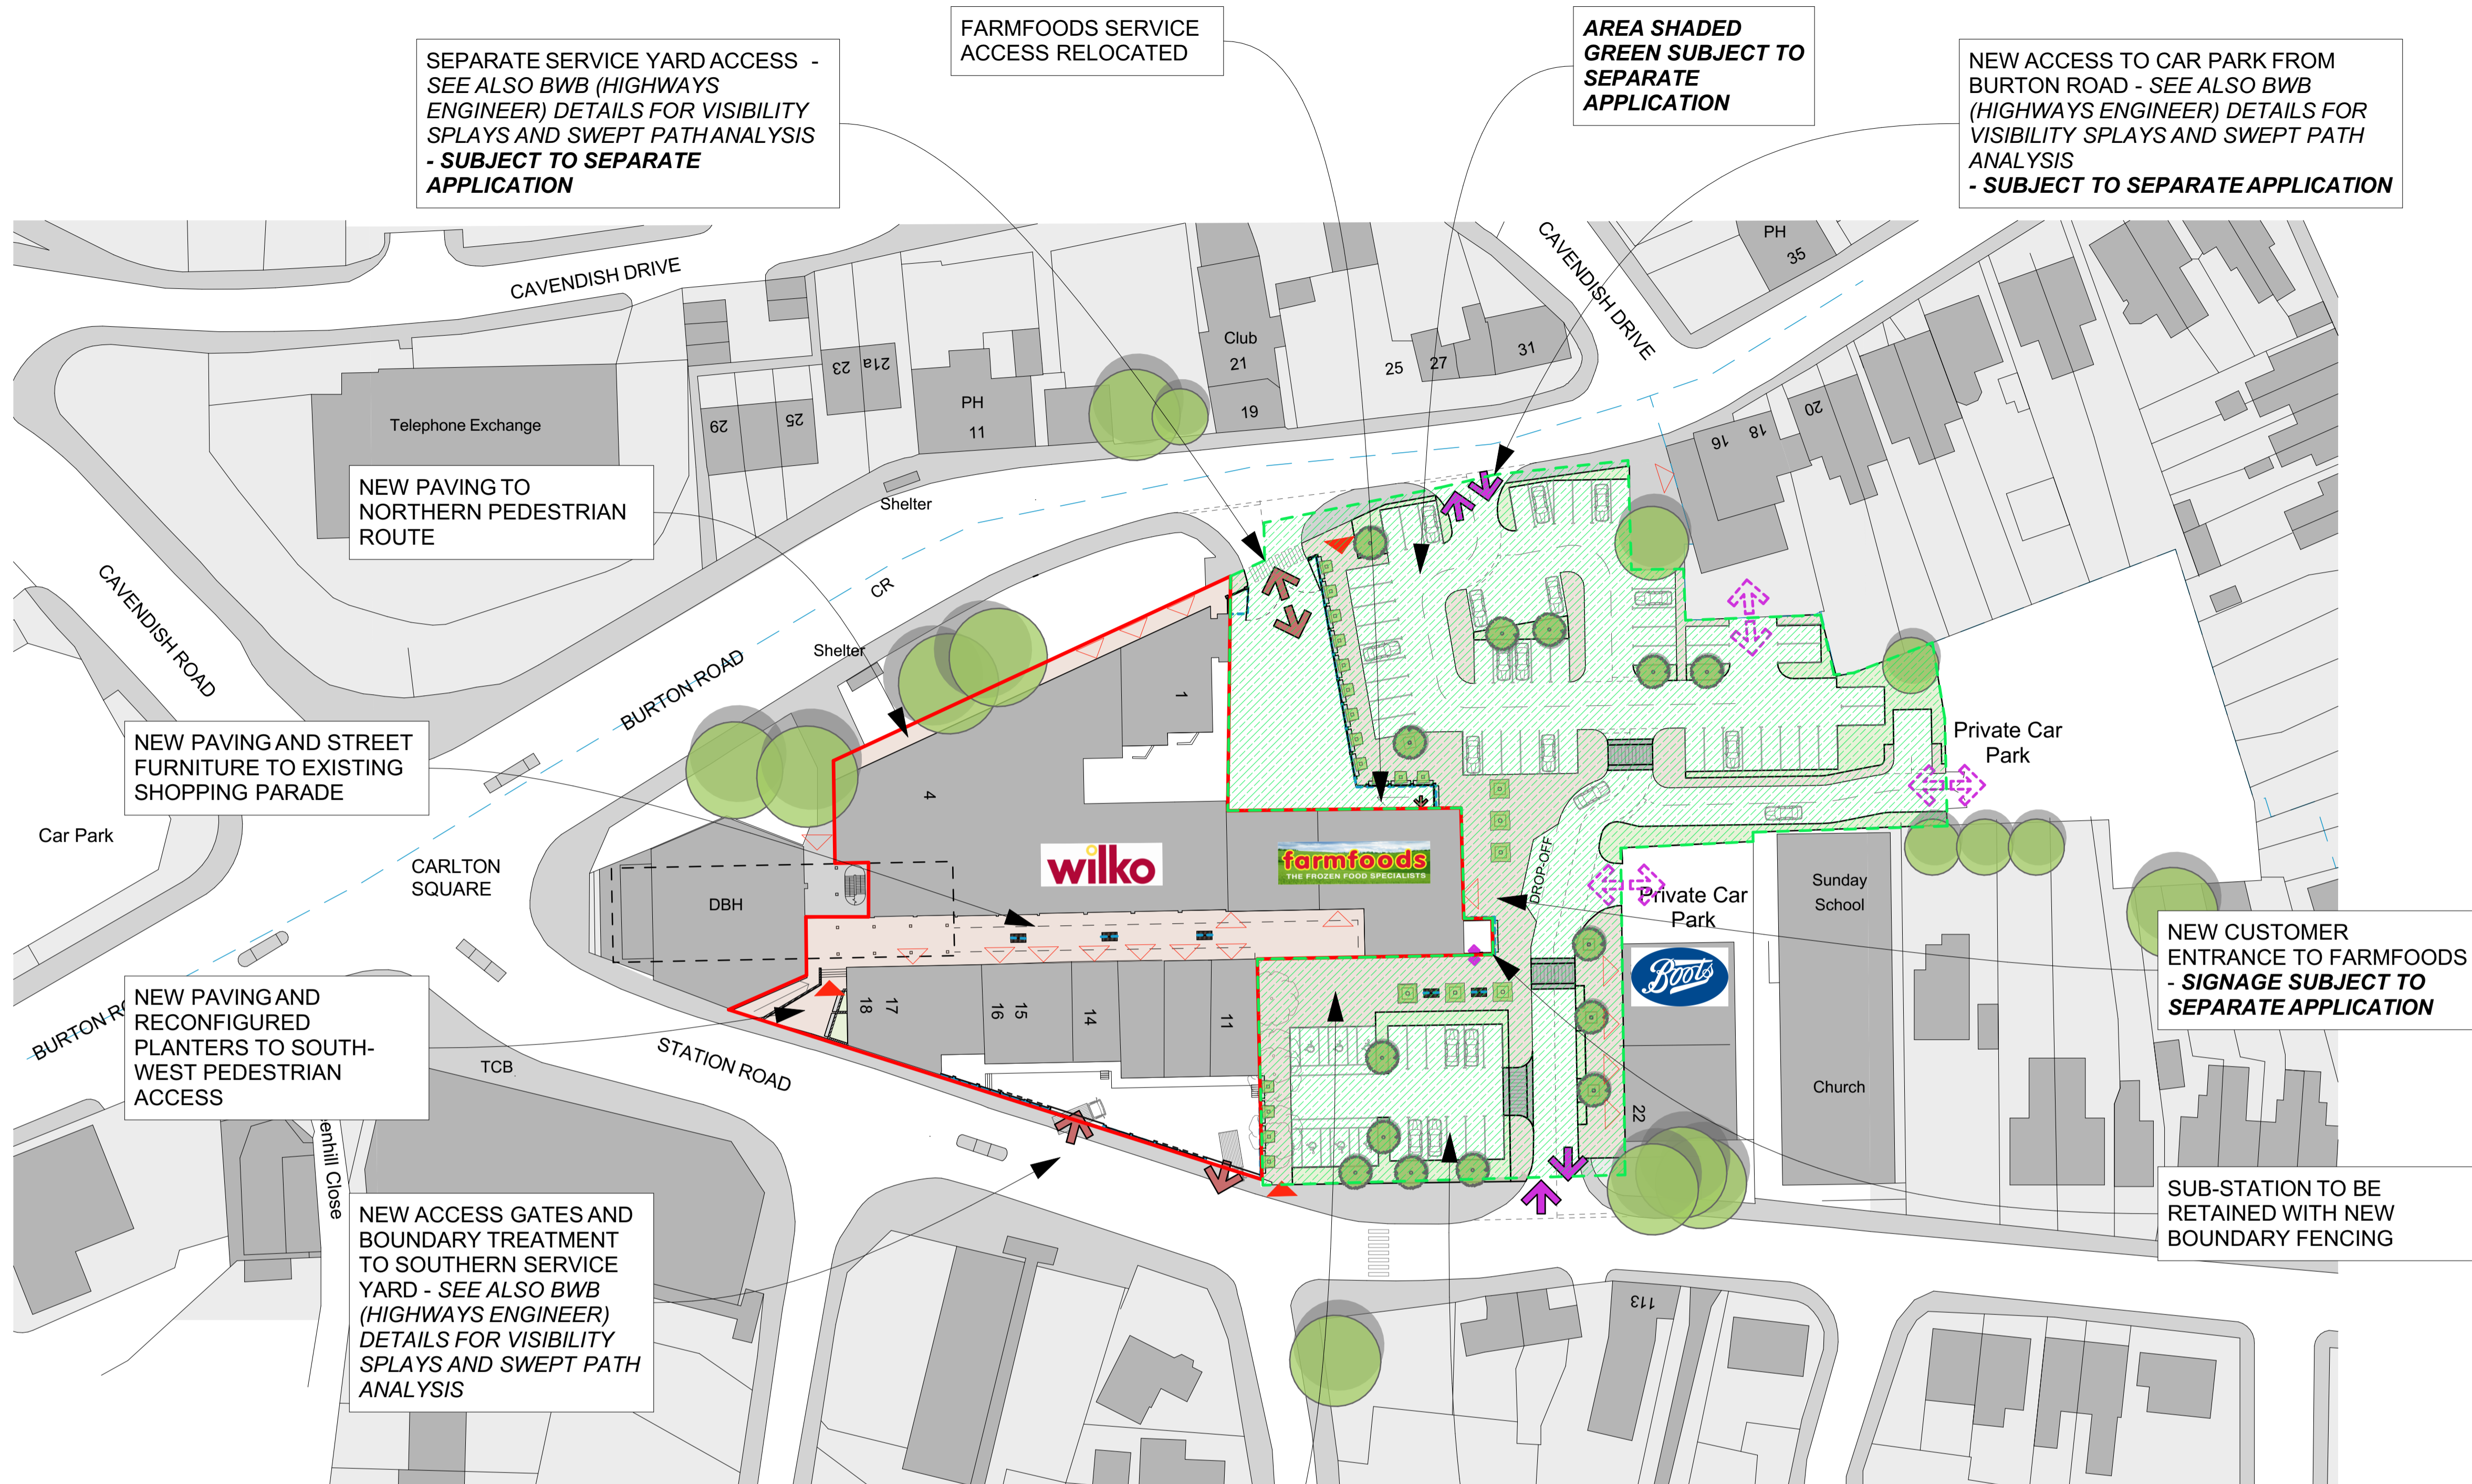 FARMFOODS SERVICE
ACCESS RELOCATED
AREA SHADED
GREEN SUBJECT TO
SEPARATE
APPLICATION
SEPARATE SERVICE YARD ACCESS -
SEE ALSO BWB (HIGHWAYS
ENGINEER) DETAILS FOR VISIBILITY
SPLAYS AND SWEPT PATH ANALYSIS
- SUBJECT TO SEPARATE
APPLICATION
NEW ACCESS TO CAR PARK FROM
BURTON ROAD - SEE ALSO BWB
(HIGHWAYS ENGINEER) DETAILS FOR
VISIBILITY SPLAYS AND SWEPT PATH
ANALYSIS
- SUBJECT TO SEPARATE APPLICATION
CAVENDISH DRIVE
CAVENDISH DRIVE
PH
35
Club
21
19
25
27
31
23
21a
PH
11
29
25
Telephone Exchange
20
18
16
NEW PAVING TO
NORTHERN PEDESTRIAN
ROUTE
Shelter
CAVENDISH ROAD
CR
Shelter
BURTON ROAD
1
4
NEW PAVING AND STREET
FURNITURE TO EXISTING
SHOPPING PARADE
Private Car
Park
Car Park
CARLTON
SQUARE
DBH
wilko
farmfoods
THE FROZEN FOOD SPECIALISTS
DROP-OFF
Private Car
Park
Sunday
School
Boots
NEW CUSTOMER
ENTRANCE TO FARMFOODS
- SIGNAGE SUBJECT TO
SEPARATE APPLICATION
NEW PAVING AND
RECONFIGURED
PLANTERS TO SOUTH-
WEST PEDESTRIAN
ACCESS
BURTON RO
18
17
16
15
14
11
STATION ROAD
TCB
Church
22
enhill Close
SUB-STATION TO BE
RETAINED WITH NEW
BOUNDARY FENCING
NEW ACCESS GATES AND
BOUNDARY TREATMENT
TO SOUTHERN SERVICE
YARD - SEE ALSO BWB
(HIGHWAYS ENGINEER)
DETAILS FOR VISIBILITY
SPLAYS AND SWEPT PATH
ANALYSIS
113